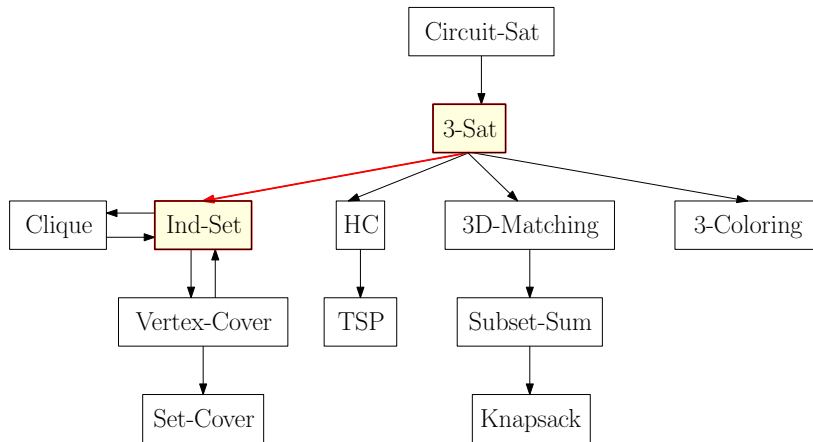 Circuit-Sat
3-Sat
Clique
Ind-Set
HC
3D-Matching
3-Coloring
Vertex-Cover
TSP
Subset-Sum
Set-Cover
Knapsack